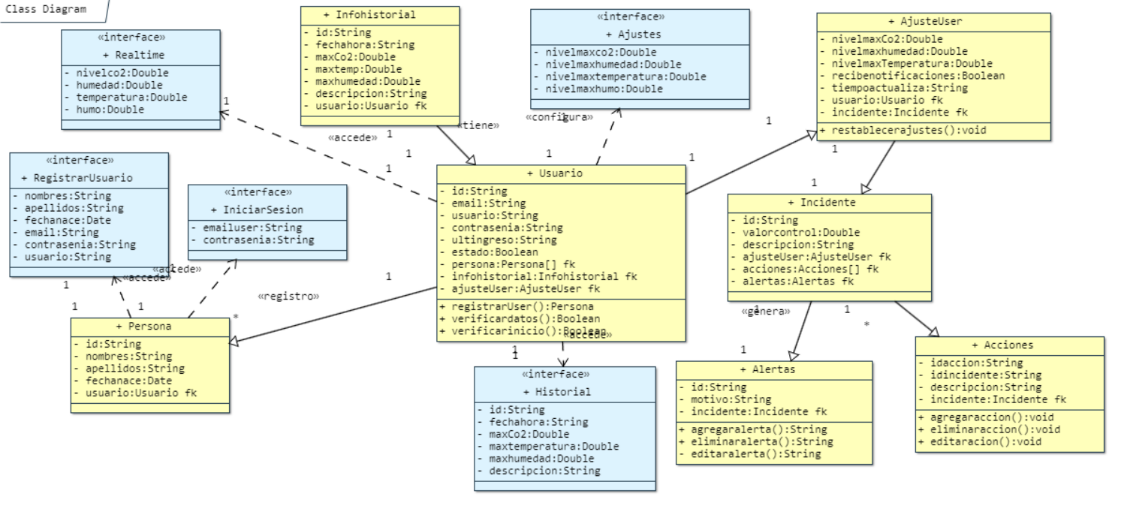 Class Diagram
«interface»
+ Realtime
- nivelco2:Double
- humedad:Double
- temperatura:Double
- humo:Double
+ Infohistorial
- id:String
- fechahora:String
- maxCo2:Double
- maxtemp:Double
- maxhumedad:Double
- descripcion:String
- usuario:Usuario fk
«interface»
+ Ajustes
- nivelmaxco2:Double
- nivelmaxhumedad:Double
- nivelmaxtemperatura:Double
- nivelmaxhumo:Double
+ AjusteUser
- nivelmaxCo2:Double
- nivelmaxhumedad:Double
- nivelmaxTemperatura:Double
- recibenotificaciones:Boolean
- tiempoactualiza:String
- usuario:Usuario fk
- incidente:Incidente fk
+ restablecerajustes():void
1
«accede»
1
«tiene»
1
1
«configura»
1
1
1
1
1
1
«interface»
+ RegistrarUsuario
- nombres:String
- apellidos:String
- fechanace:Date
- email:String
- contrasenia:String
- usuario:String
«interface»
+ IniciarSesion
- emailuser:String
- contrasenia:String
+ Usuario
- id:String
- email:String
- usuario:String
- contrasenia:String
- ultingreso:String
- estado:Boolean
- persona:Persona[] fk
- infohistorial:Infohistorial fk
- ajusteUser:AjusteUser fk
+ registrarUser():Persona
+ verificardatos():Boolean
+ verificarinicio():Boolean
+ Incidente
- id:String
- valorcontrol:Double
- descripcion:String
- ajusteUser:AjusteUser fk
- acciones:Acciones[] fk
- alertas:Alertas fk
«accede»
1
«accede»
1
1
1
«registro»
1
*
«accede»
1
1
«genera»
1
1
1
*
+ Persona
- id:String
- nombres:String
- apellidos:String
- fechanace:Date
- usuario:Usuario fk
«interface»
+ Historial
- id:String
- fechahora:String
- maxCo2:Double
- maxtemperatura:Double
- maxhumedad:Double
- descripcion:String
+ Alertas
- id:String
- motivo:String
- incidente:Incidente fk
+ agregaralerta():String
+ eliminaralerta():String
- editaralerta():String
+ Acciones
- idaccion:String
- idincidente:String
- descripcion:String
- incidente:Incidente fk
+ agregaraccion():void
+ eliminaraccion():void
+ editaracion():void